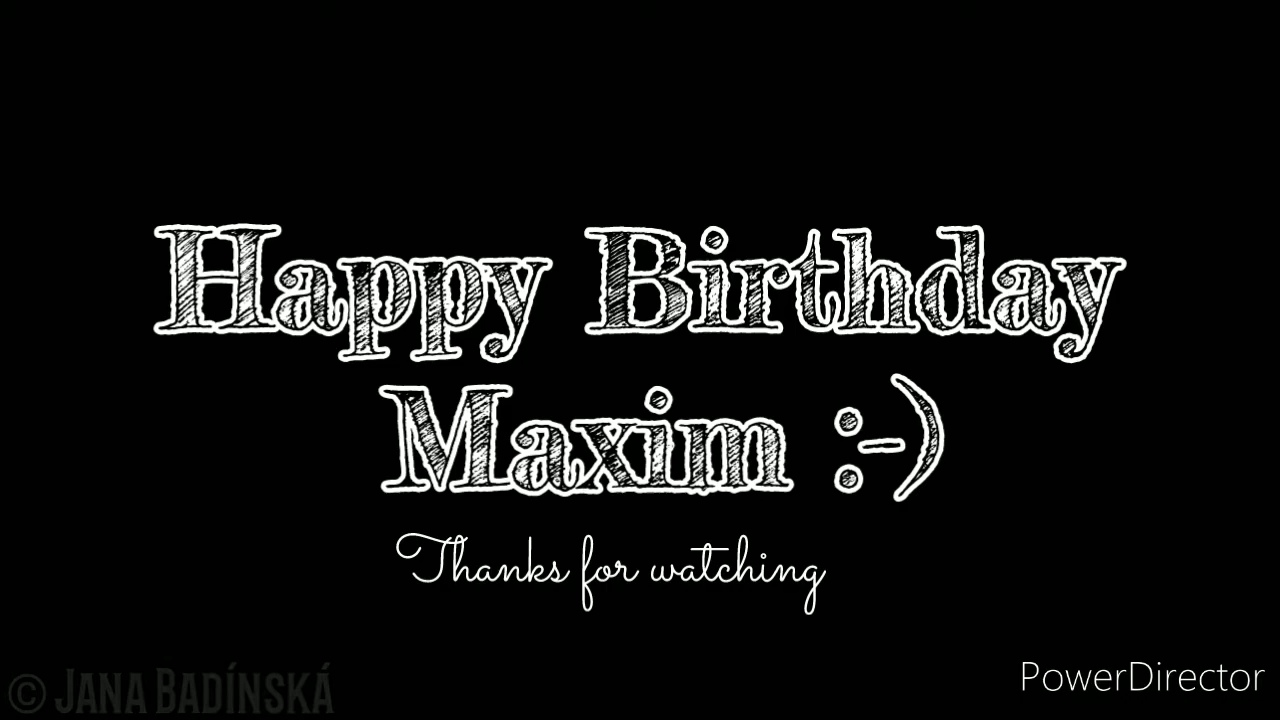 Happy Birthday
Maxim :-)
Thanks for watching
© JANA BADÍNSKÁ
PowerDirector